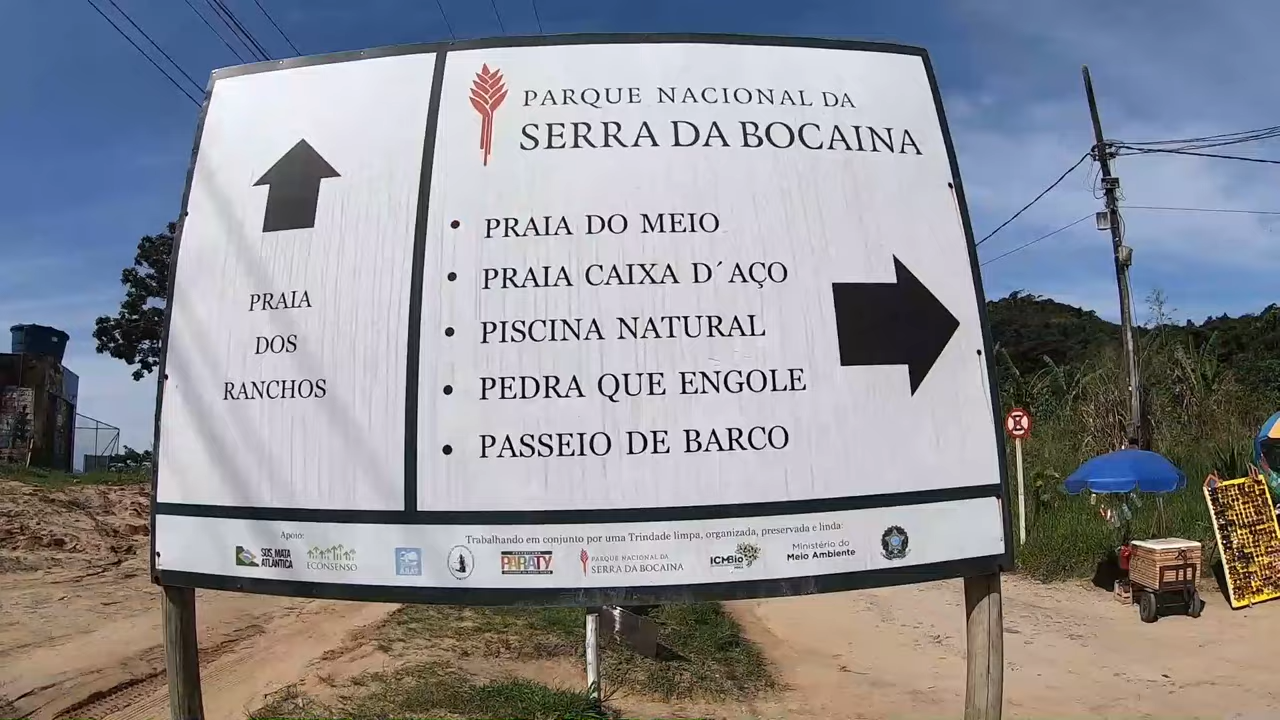 PRAIA
DOS
RANCHOS
PARQUE NACIONAL DA
SERRA DA BOCAINA
• PRAIA DO MEIO
• PRAIA CAIXA D´AÇO
• PISCINA NATURAL
• PEDRA QUE ENGOLE
• PASSEIO DE BARCO
Apoio:
Trabalhando em conjunto por uma Trindade limpa, organizada, preservada e linda:
SOS MATA
ATLÂNTICA
ECONSENSO
PREFEITURA
PARATY
PARQUE NACIONAL DA
SERRA DA BOCAINA
ICMBio
Ministério do
Meio Ambiente